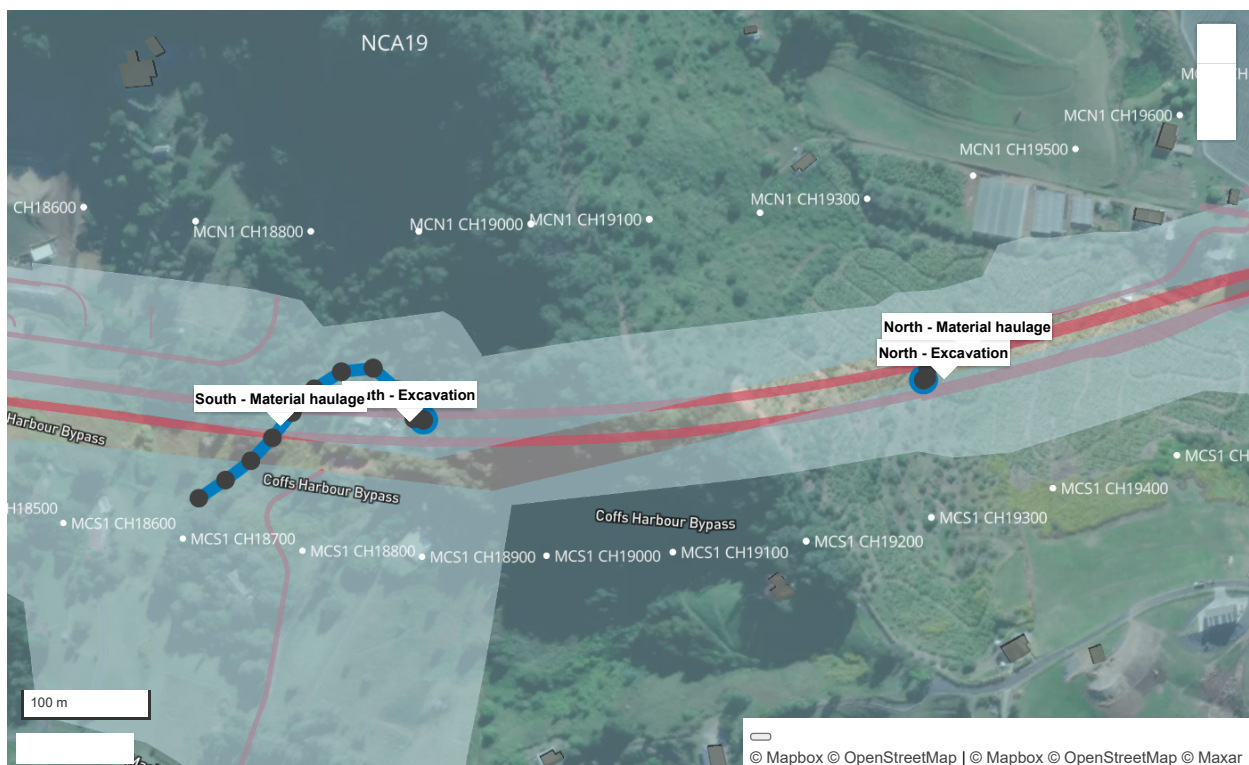 NCA19
MCN1 CH19600
MCN1 CH19500
MCN1 CH19300
CH18600
MCN1 CH18800
MCN1 CH19000
MCN1 CH19100
North - Material haulage
North - Excavation
South - Material haulage
uth - Excavation
Harbour Bypass
Coffs Harbour Bypass
Coffs Harbour Bypass
MCS1 CH
MCS1 CH19400
H18500
MCS1 CH18600
MCS1 CH18700
MCS1 CH18800
MCS1 CH18900
MCS1 CH19000
MCS1 CH19100
MCS1 CH19200
MCS1 CH19300
100 m
© Mapbox © OpenStreetMap | © Mapbox © OpenStreetMap © Maxar